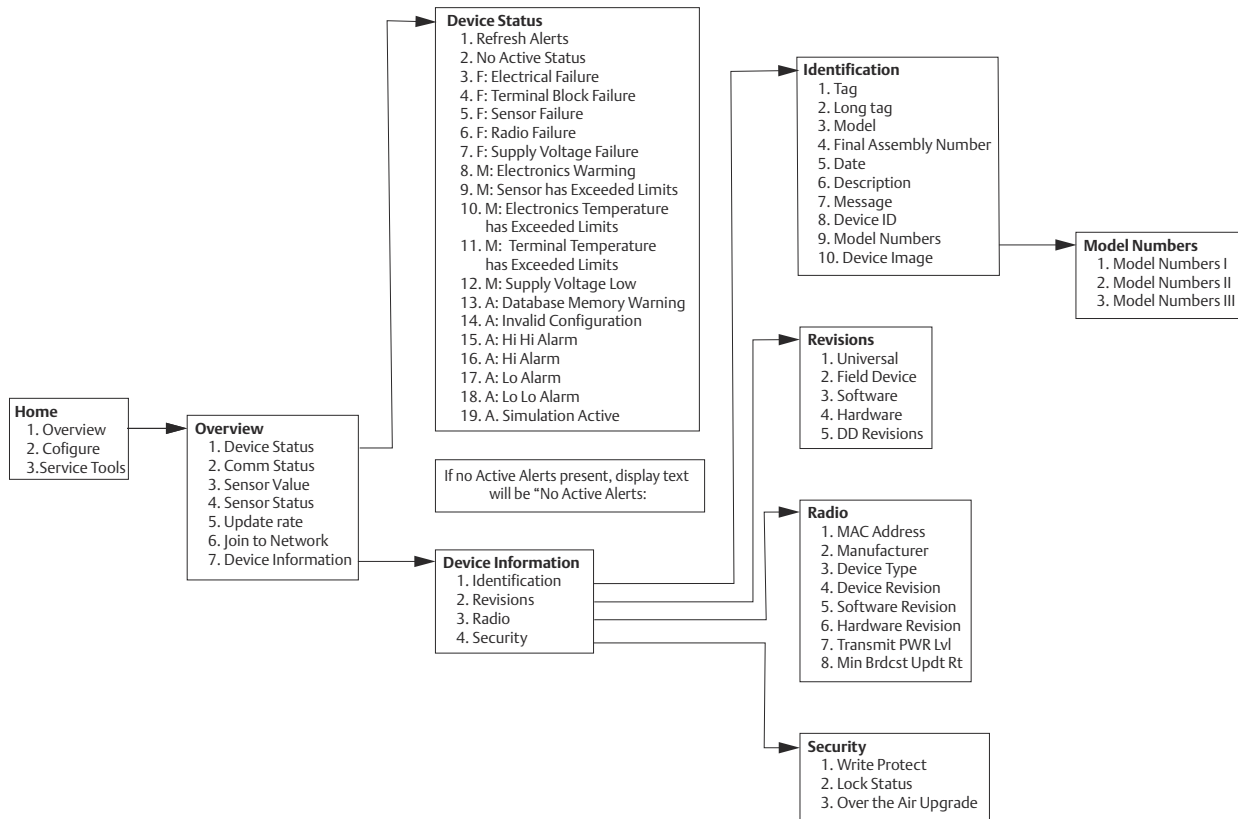 Home
1. Overview
2. Cofigure
3.Service Tools
Overview
1. Device Status
2. Comm Status
3. Sensor Value
4. Sensor Status
5. Update rate
6. Join to Network
7. Device Information
Device Status
1. Refresh Alerts
2. No Active Status
3. F: Electrical Failure
4. F: Terminal Block Failure
5. F: Sensor Failure
6. F: Radio Failure
7. F: Supply Voltage Failure
8. M: Electronics Warming
9. M: Sensor has Exceeded Limits
10. M: Electronics Temperature
has Exceeded Limits
11. M: Terminal Temperature
has Exceeded Limits
12. M: Supply Voltage Low
13. A: Database Memory Warning
14. A: Invalid Configuration
15. A: Hi Hi Alarm
16. A: Hi Alarm
17. A: Lo Alarm
18. A: Lo Lo Alarm
19. A. Simulation Active
If no Active Alerts present, display text
will be “No Active Alerts:
Device Information
1. Identification
2. Revisions
3. Radio
4. Security
Identification
1. Tag
2. Long tag
3. Model
4. Final Assembly Number
5. Date
6. Description
7. Message
8. Device ID
9. Model Numbers
10. Device Image
Model Numbers
1. Model Numbers I
2. Model Numbers II
3. Model Numbers III
Revisions
1. Universal
2. Field Device
3. Software
4. Hardware
5. DD Revisions
Radio
1. MAC Address
2. Manufacturer
3. Device Type
4. Device Revision
5. Software Revision
6. Hardware Revision
7. Transmit PWR Lvl
8. Min Brdcst Updt Rt
Security
1. Write Protect
2. Lock Status
3. Over the Air Upgrade